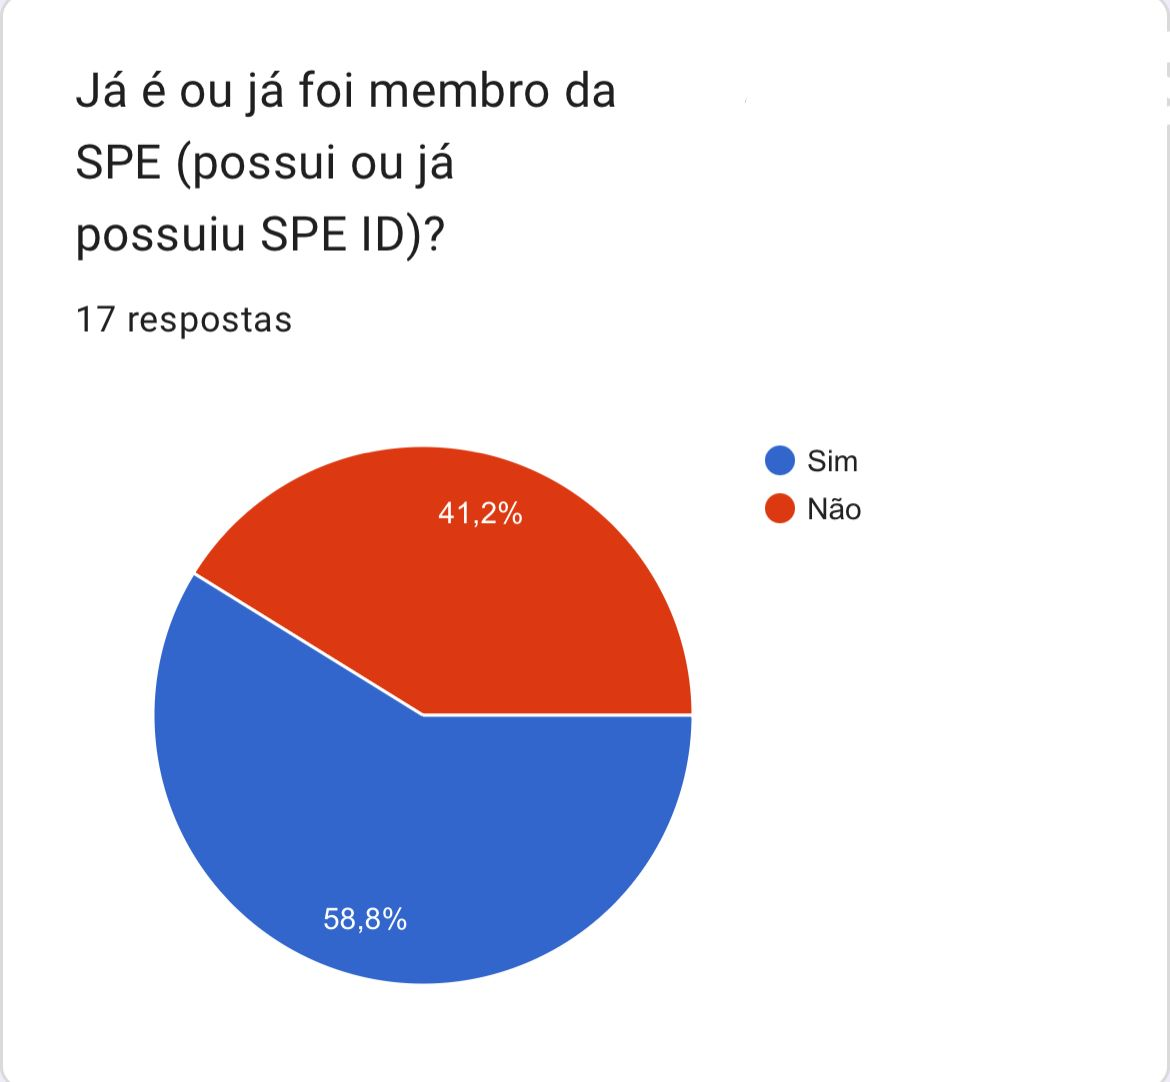 Já é ou já foi membro da
SPE (possui ou já
possuiu SPE ID)?
17 respostas
Sim
Não
41,2%
58,8%